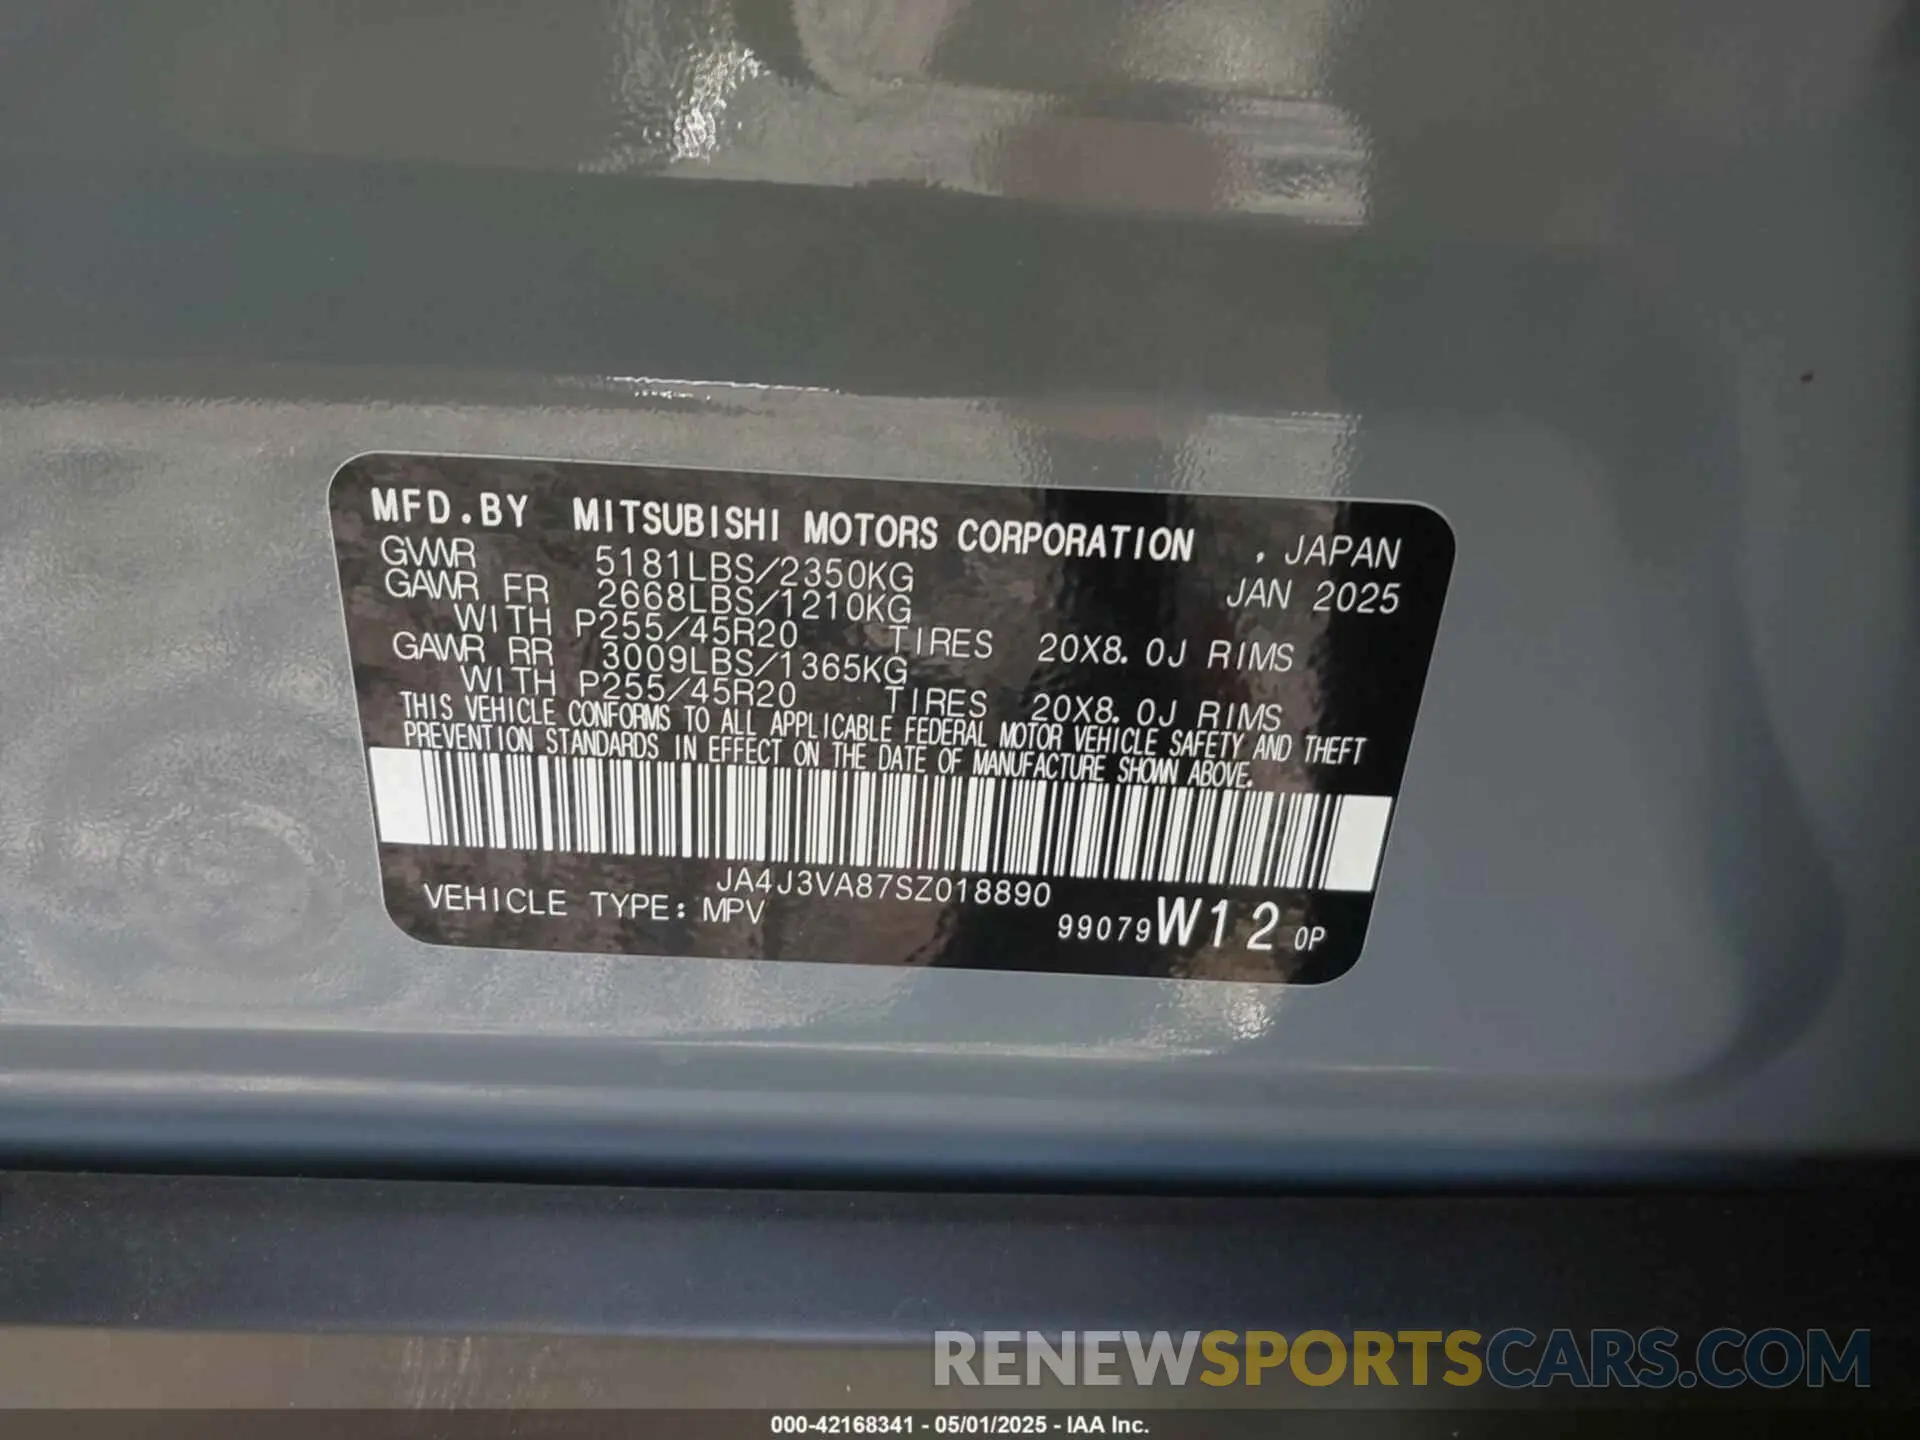 MFD.BY MITSUBISHI MOTORS CORPORATION , JAPAN
GVWR 5181LBS/2350KG JAN 2025
GAWR FR 2668LBS/1210KG
WITH P255/45R20 TIRES 20X8.0J RIMS
GAWR RR 3009LBS/1365KG
WITH P255/45R20 TIRES 20X8.0J RIMS
THIS VEHICLE CONFORMS TO ALL APPLICABLE FEDERAL MOTOR VEHICLE SAFETY AND THEFT
PREVENTION STANDARDS IN EFFECT ON THE DATE OF MANUFACTURE SHOWN ABOVE.
JA4J3VA87SZ018890
VEHICLE TYPE: MPV 99079 W12 0P
RENEWSPORTSCARS.COM
000-42168341 - 05/01/2025 - IAA Inc.